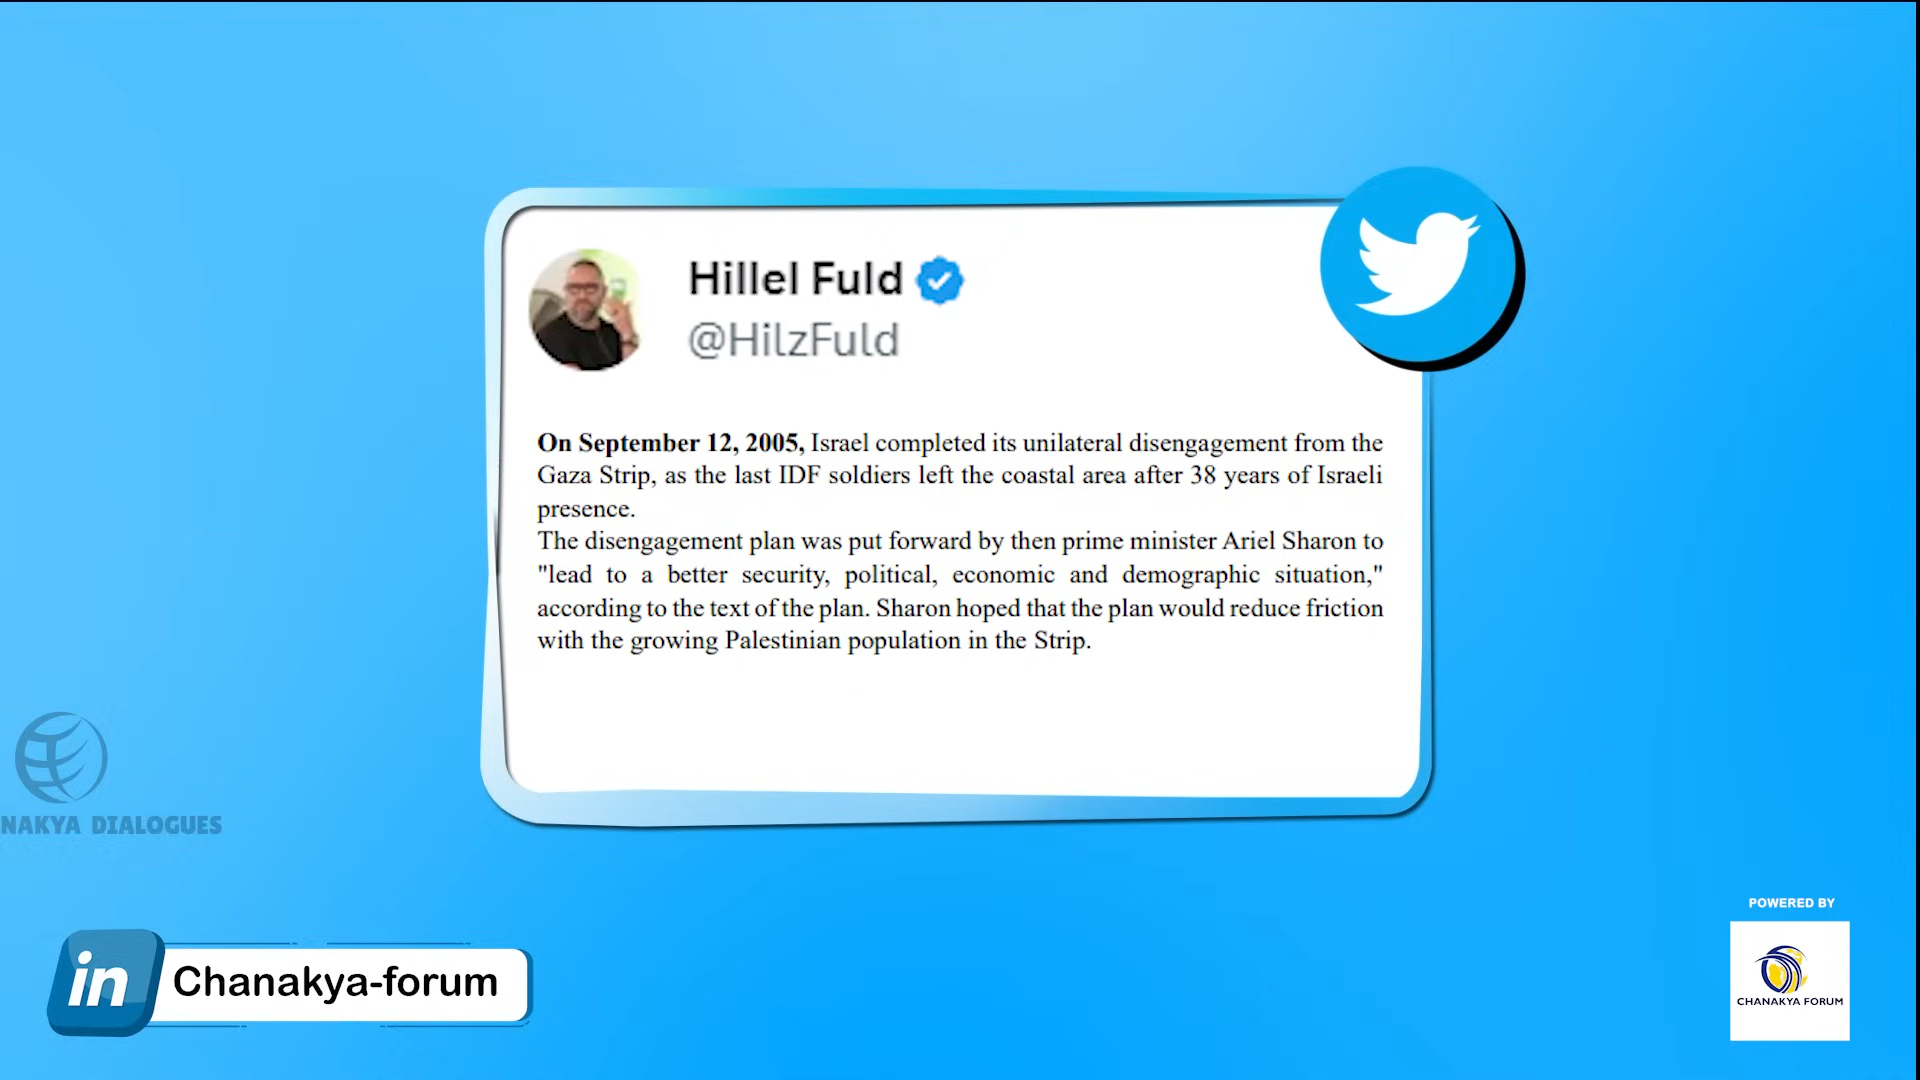 Hillel Fuld
@HilzFuld
On September 12, 2005, Israel completed its unilateral disengagement from the
Gaza Strip, as the last IDF soldiers left the coastal area after 38 years of Israeli
presence.
The disengagement plan was put forward by then prime minister Ariel Sharon to
"lead to a better security, political, economic and demographic situation,"
according to the text of the plan. Sharon hoped that the plan would reduce friction
with the growing Palestinian population in the Strip.
NAKYA DIALOGUES
in Chanakya-forum
POWERED BY
CHANAKYA FORUM